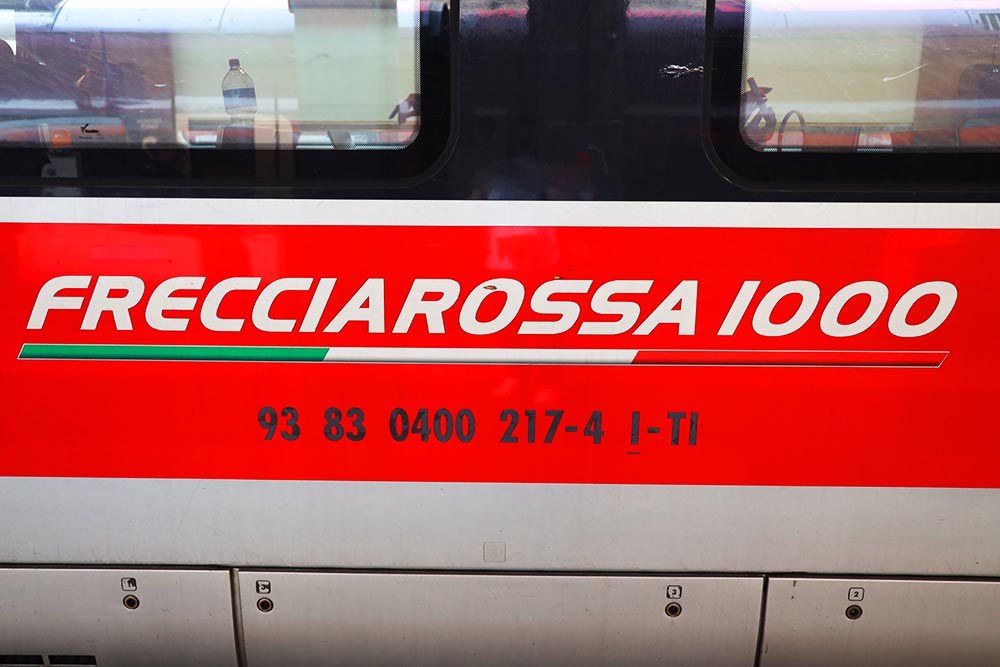 FRECCIAROSSA 1000
93 83 0400 217-4 I-TI
3
2